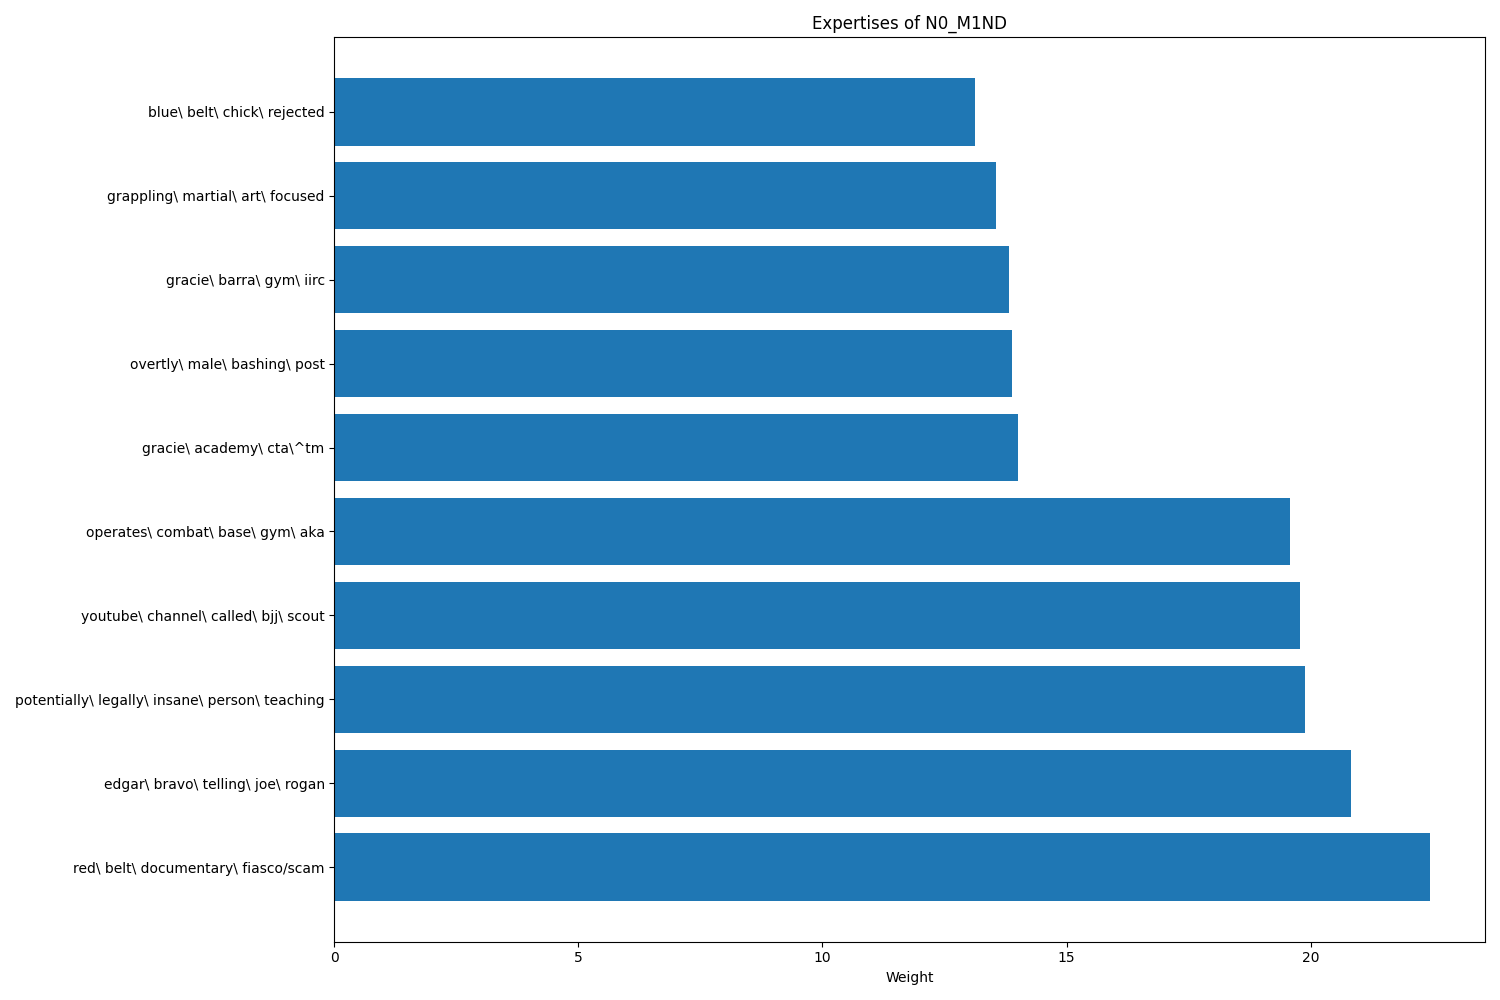 Expertises of N0_M1ND
blue\ belt\ chick\ rejected
grappling\ martial\ art\ focused
gracie\ barra\ gym\ iirc
overtly\ male\ bashing\ post
gracie\ academy\ cta\^tm
operates\ combat\ base\ gym\ aka
youtube\ channel\ called\ bjj\ scout
potentially\ legally\ insane\ person\ teaching
edgar\ bravo\ telling\ joe\ rogan
red\ belt\ documentary\ fiasco/scam
0 5 10 15 20
Weight